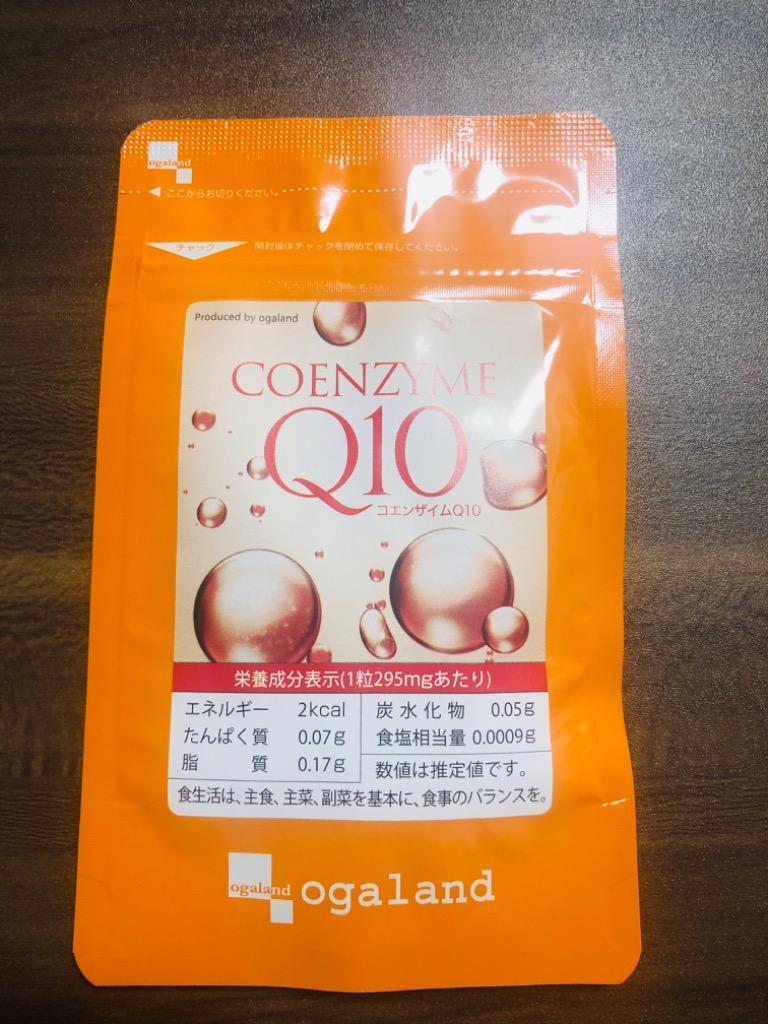 ogaland
ここからお切りください。
チャック
開封後はチャックを閉めて保存してください。
Produced by ogaland
COENZYME
Q10
コエンザイムQ10
栄養成分表示(1粒295mgあたり)
エネルギー 2kcal
たんぱく質 0.07g
脂質 0.17g
炭水化物 0.05g
食塩相当量 0.0009g
数値は推定値です。
食生活は、主食、主菜、副菜を基本に、食事のバランスを。
ogaland ogaland